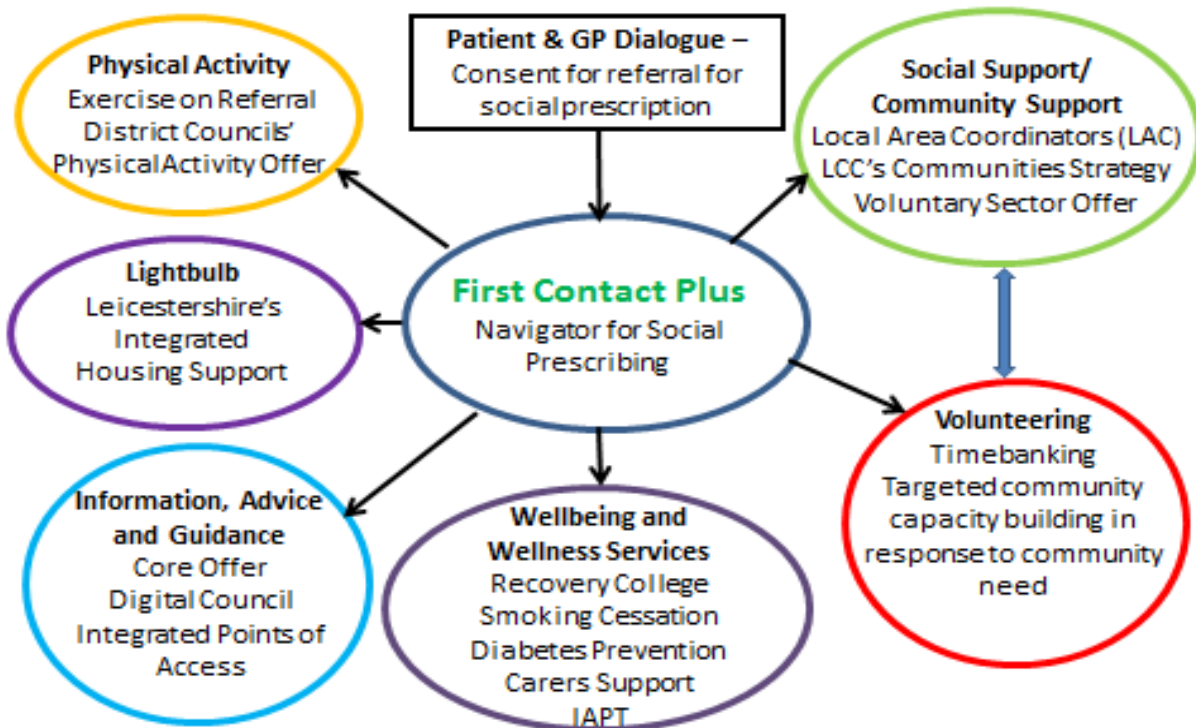 Patient & GP Dialogue –
Consent for referral for
social prescription
Physical Activity
Exercise on Referral
District Councils'
Physical Activity Offer
Social Support/
Community Support
Local Area Coordinators (LAC)
LCC's Communities Strategy
Voluntary Sector Offer
First Contact Plus
Navigator for Social
Prescribing
Lightbulb
Leicestershire's
Integrated
Housing Support
Information, Advice
and Guidance
Core Offer
Digital Council
Integrated Points of
Access
Wellbeing and
Wellness Services
Recovery College
Smoking Cessation
Diabetes Prevention
Carers Support
IAPT
Volunteering
Timebanking
Targeted community
capacity building in
response to community
need